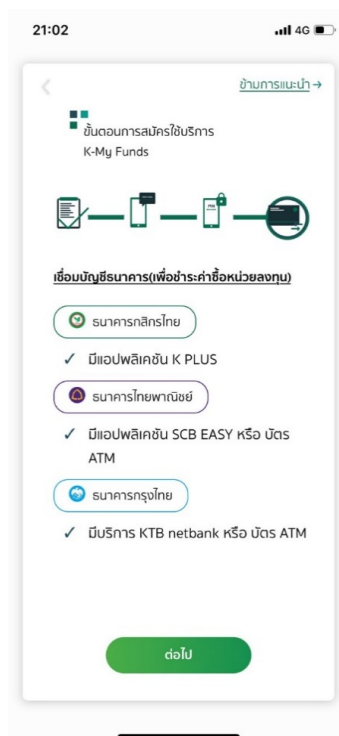 21:02
4G
ข้ามการแนะนำ →
ขั้นตอนการสมัครใช้บริการ
K-My Funds
เชื่อมบัญชีธนาคาร(เพื่อชำระค่าซื้อหน่วยลงทุน)
ธนาคารกสิกรไทย
✓ มีแอปพลิเคชัน K PLUS
ธนาคารไทยพาณิชย์
✓ มีแอปพลิเคชัน SCB EASY หรือ บัตร
ATM
ธนาคารกรุงไทย
✓ มีบริการ KTB netbank หรือ บัตร ATM
ต่อไป